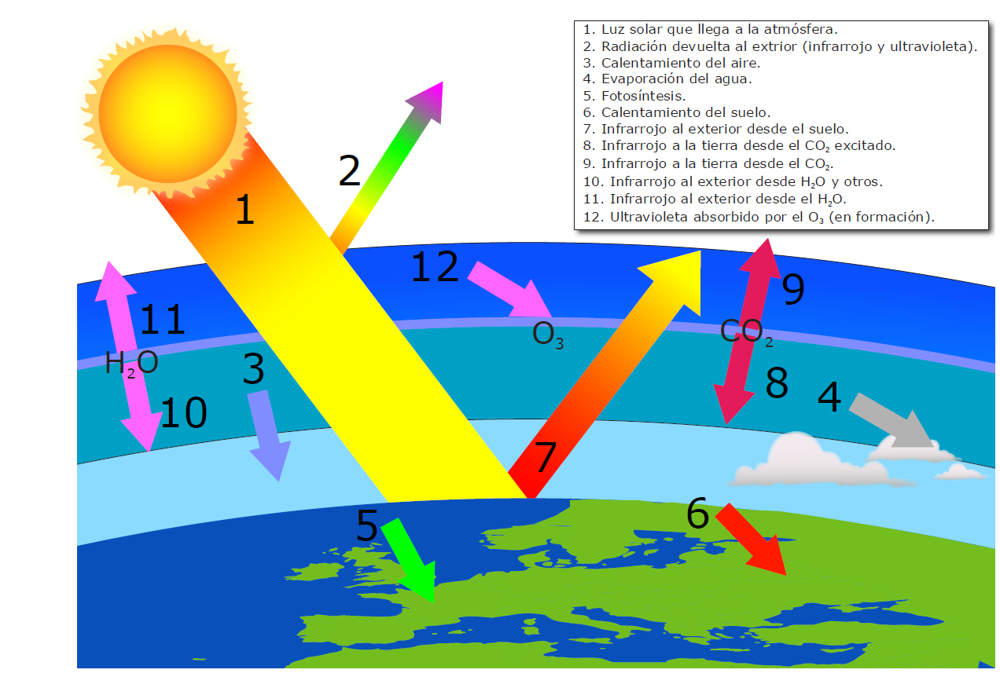 1. Luz solar que llega a la atmósfera.
2. Radiación devuelta al extrior (infrarrojo y ultravioleta).
3. Calentamiento del aire.
4. Evaporación del agua.
5. Fotosíntesis.
6. Calentamiento del suelo.
7. Infrarrojo al exterior desde el suelo.
8. Infrarrojo a la tierra desde el CO₂ excitado.
9. Infrarrojo a la tierra desde el CO₂.
10. Infrarrojo al exterior desde H₂O y otros.
11. Infrarrojo al exterior desde el H₂O.
12. Ultravioleta absorbido por el O₃ (en formación).
2
1
12
9
11
O₃
CO₂
H₂O
3
8
4
10
7
5
6